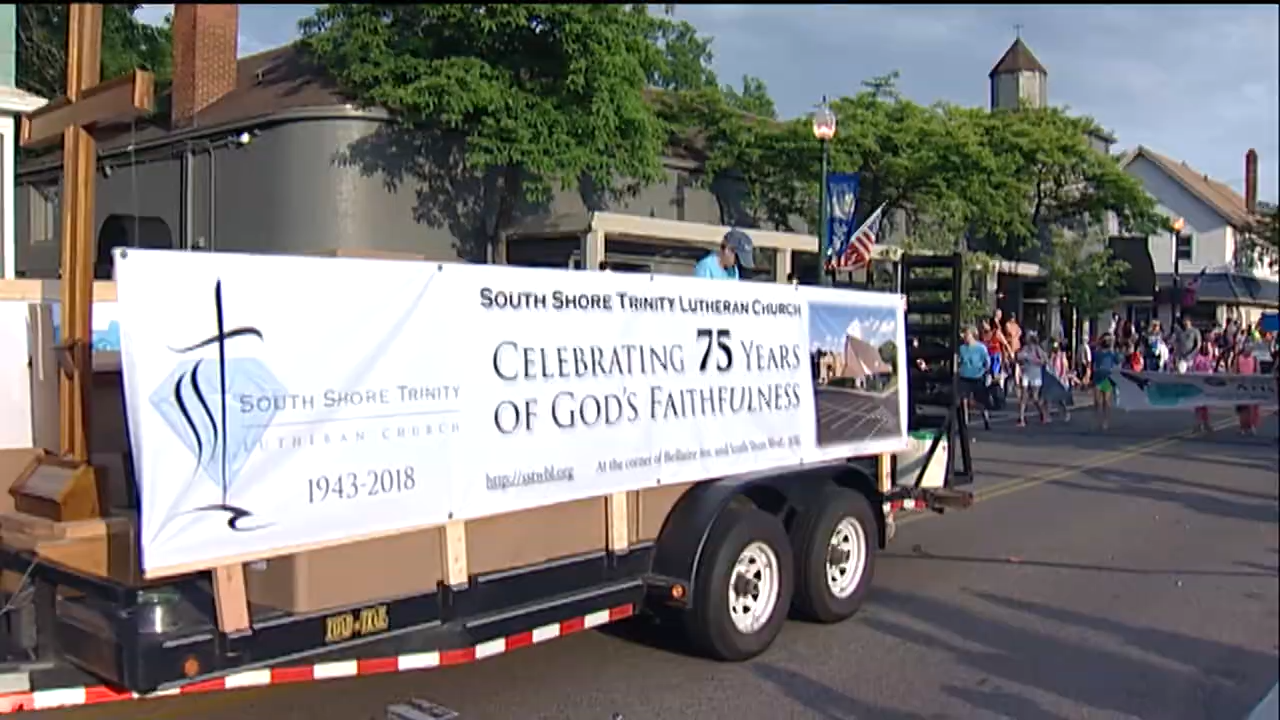 SOUTH SHORE TRINITY LUTHERAN CHURCH
CELEBRATING 75 YEARS
OF GOD'S FAITHFULNESS
http://sstwbl.org
At the corner of Bellaire Ave. and South Shore Blvd.
SOUTH SHORE TRINITY
LUTHERAN CHURCH
1943-2018